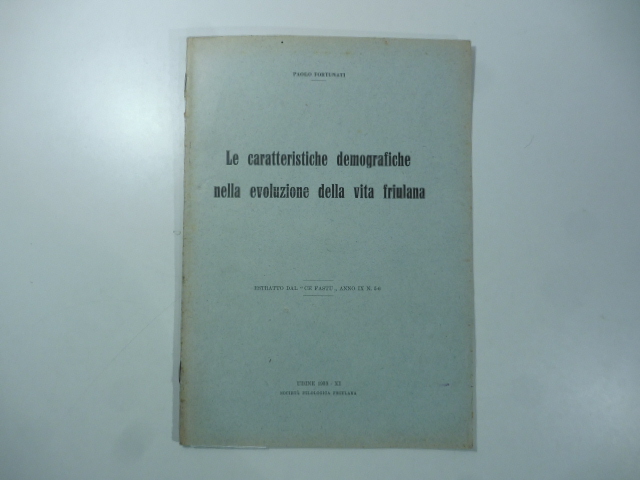 PAOLO FORTUNATI
Le caratteristiche demografiche
nella evoluzione della vita friulana
ESTRATTO DAL "CE FASTU", ANNO IX N. 5-6
UDINE 1933 - XI
SOCIETÀ FILOLOGICA FRIULANA